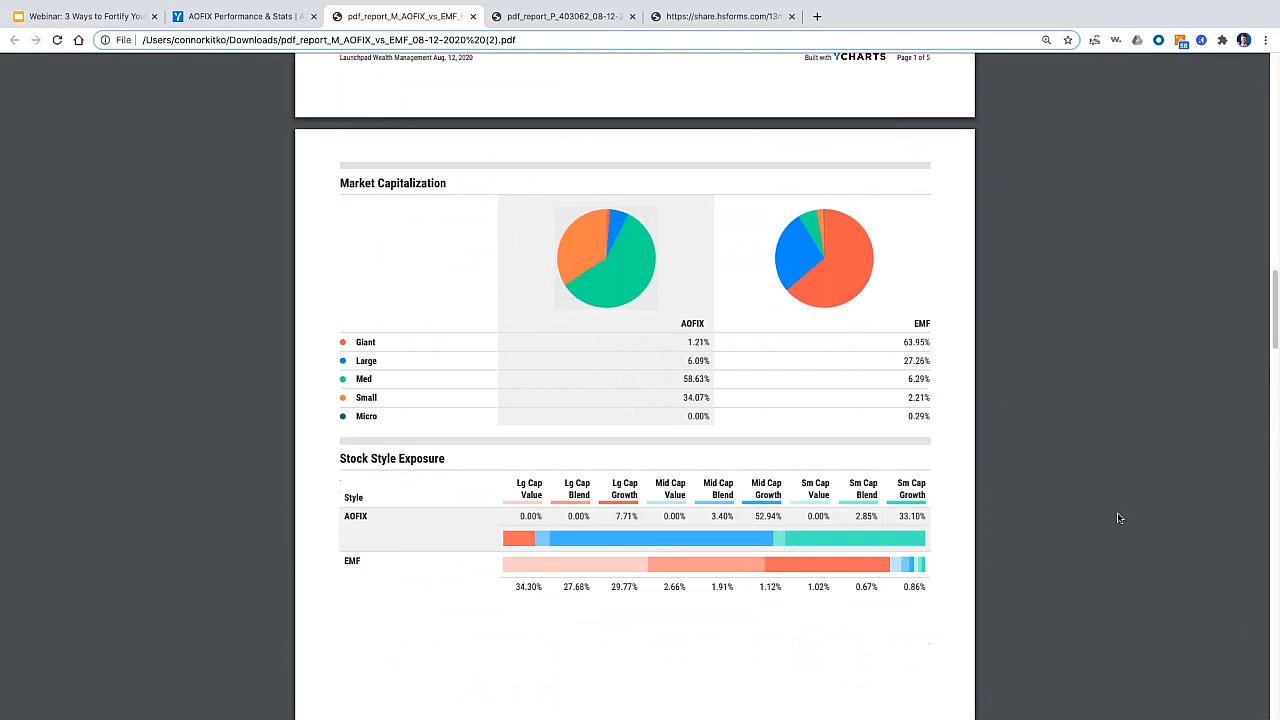 Webinar: 3 Ways to Fortify You
AOFIX Performance & Stats | A
pdf_report_M_AOFIX_vs_EMF_
pdf_report_P_403062_08-12-2
https://share.hsforms.com/13n
File | /Users/connorkitko/Downloads/pdf_report_M_AOFIX_vs_EMF_08-12-2020%20(2).pdf
56
Launchpad Wealth Management Aug. 12, 2020 Built with YCHARTS Page 1 of 5
Market Capitalization
AOFIX EMF
Giant 1.21% 63.95%
Large 6.09% 27.26%
Med 58.63% 6.29%
Small 34.07% 2.21%
Micro 0.00% 0.29%
Stock Style Exposure
Style Lg Cap Value Lg Cap Blend Lg Cap Growth Mid Cap Value Mid Cap Blend Mid Cap Growth Sm Cap Value Sm Cap Blend Sm Cap Growth
AOFIX 0.00% 0.00% 7.71% 0.00% 3.40% 52.94% 0.00% 2.85% 33.10%
EMF
34.30% 27.68% 29.77% 2.66% 1.91% 1.12% 1.02% 0.67% 0.86%